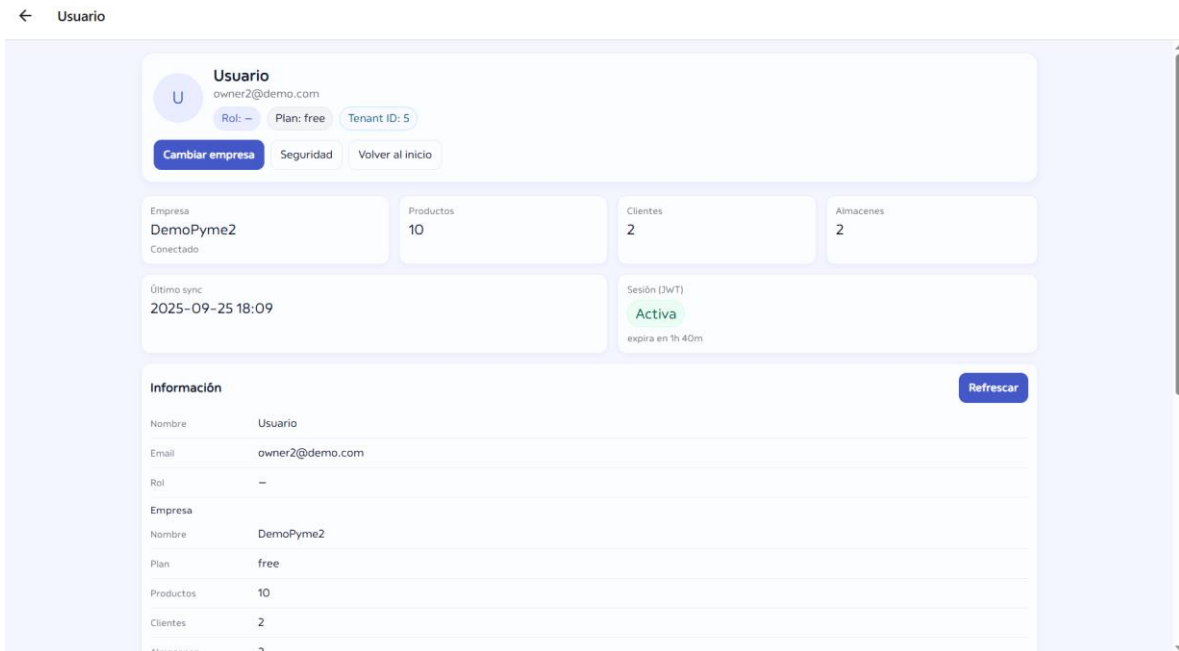 ← Usuario
U
Usuario
owner2@demo.com
Rol: — Plan: free Tenant ID: 5
Cambiar empresa Seguridad Volver al inicio
Empresa Productos Clientes Almacenes
DemoPyme2 10 2 2
Conectado
Último sync Sesión (JWT)
2025-09-25 18:09 Activa
expira en 1h 40m
Información Refrescar
Nombre Usuario
Email owner2@demo.com
Rol —
Empresa
Nombre DemoPyme2
Plan free
Productos 10
Clientes 2